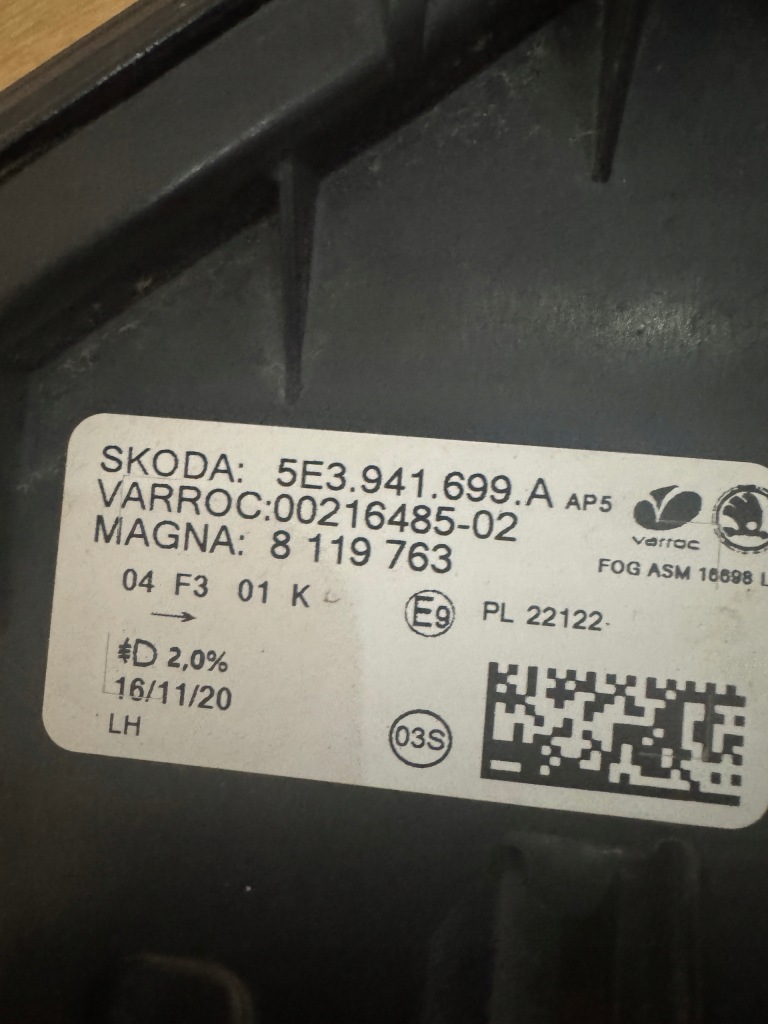 SKODA: 5E3.941.699.A AP5
VARROC:00216485-02
MAGNA: 8 119 763
varroc
FOG ASM 16698 L
04 F3 01 K
E9 PL 22122
D 2,0%
16/11/20
LH
03S